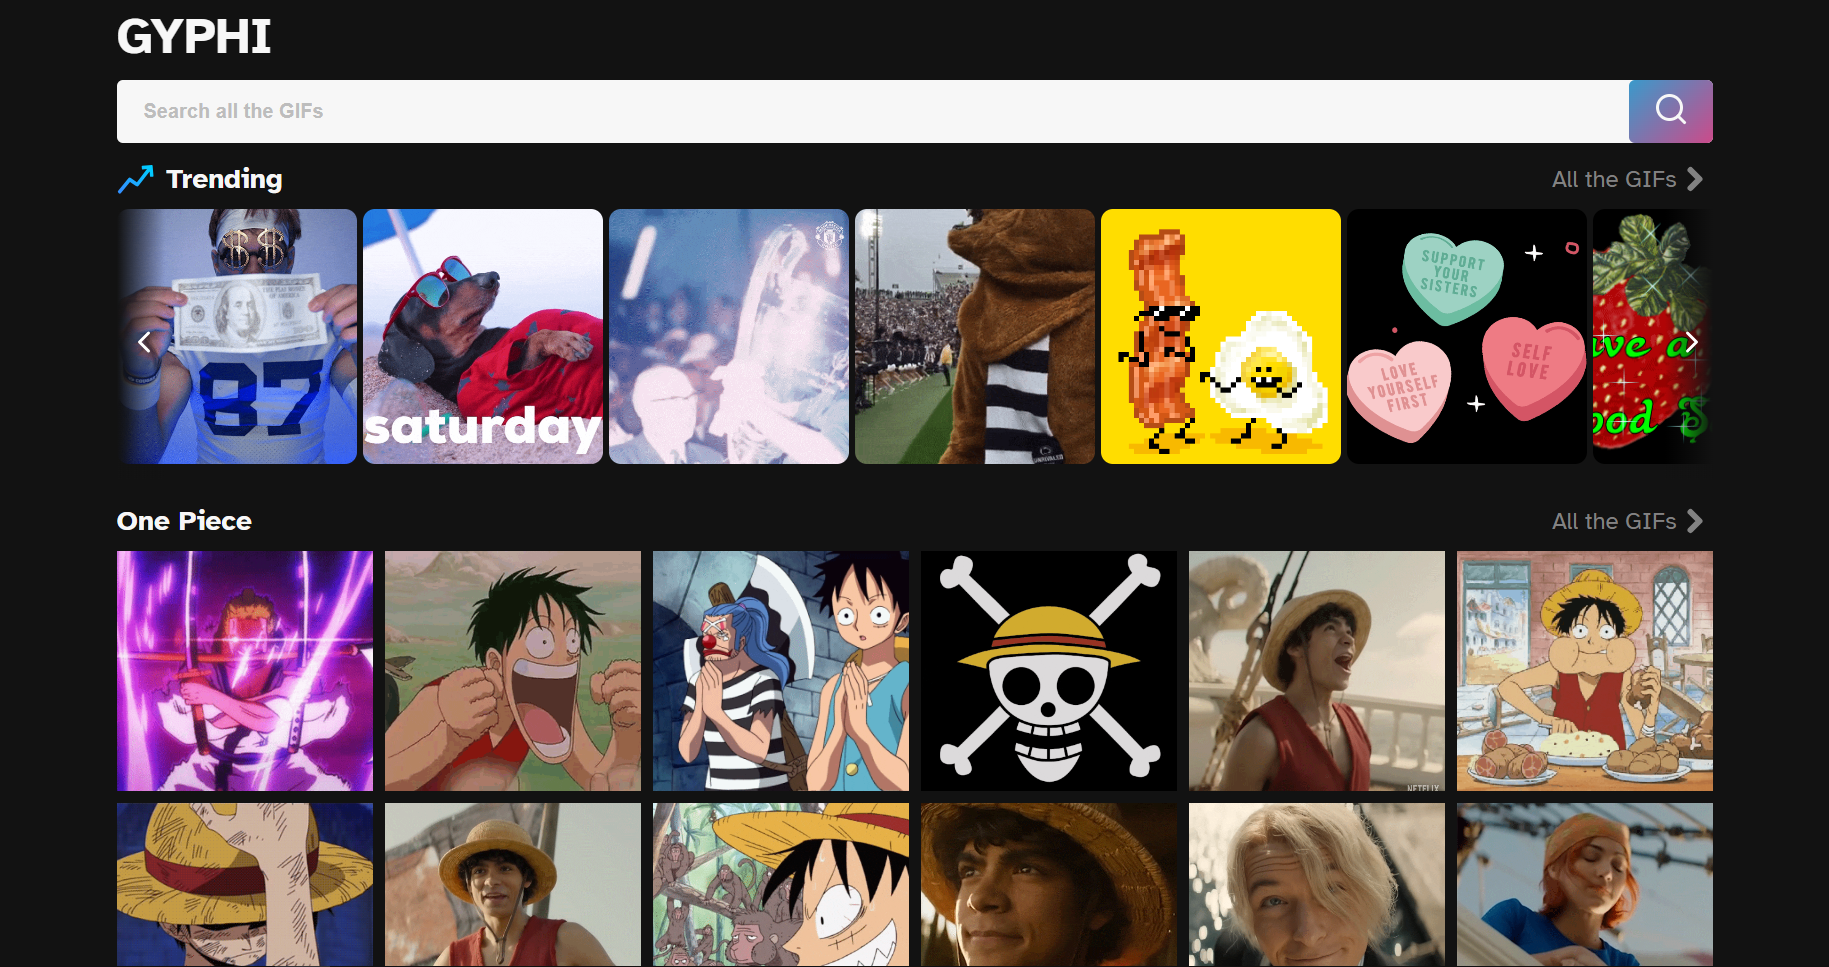 GYPHI
Search all the GIFs
Trending
All the GIFs
$ $
87
saturday
SUPPORT
YOUR
SISTERS
LOVE
YOURSELF
FIRST
SELF
LOVE
ve a
ood S
One Piece
All the GIFs
NETFLIX